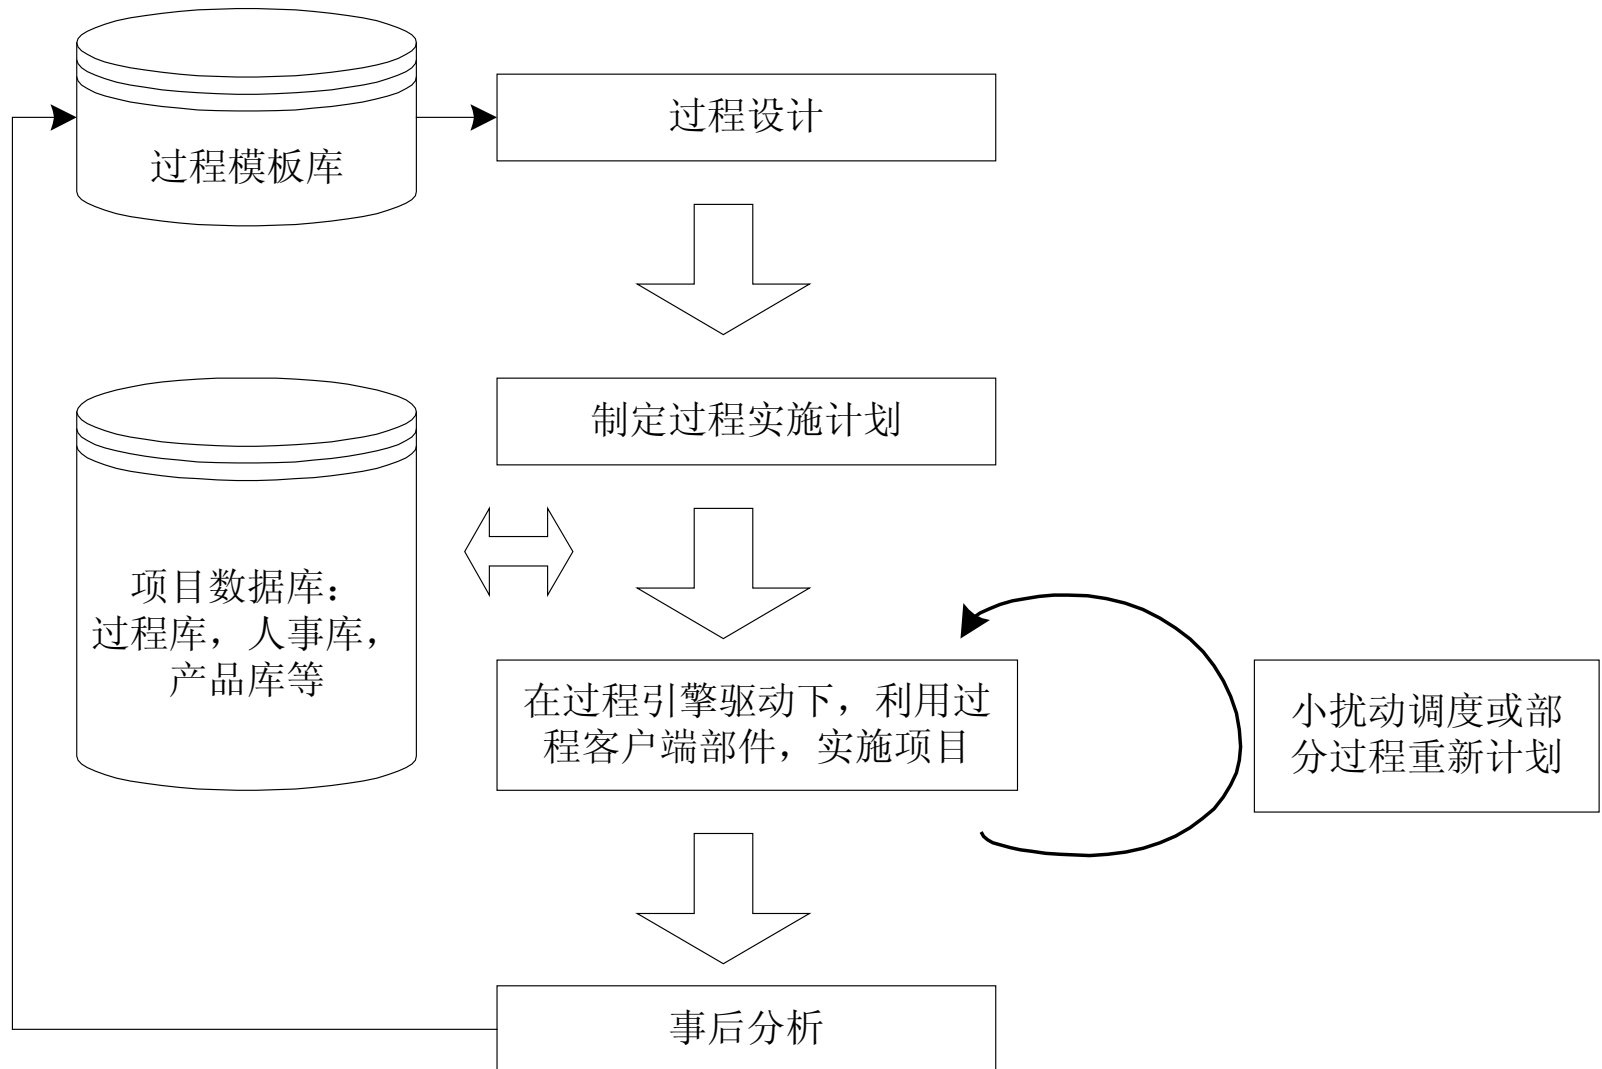 过程模板库
过程设计
制定过程实施计划
项目数据库：
过程库，人事库，
产品库等
在过程引擎驱动下，利用过
程客户端部件，实施项目
小扰动调度或部
分过程重新计划
事后分析